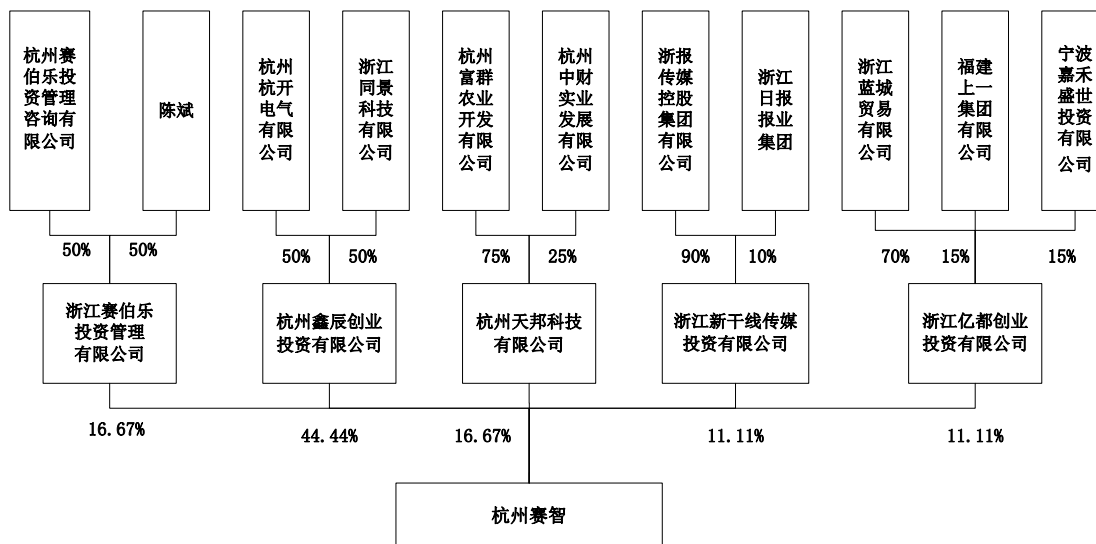 杭州赛
伯乐投
资管理
咨询有
限公司
陈斌
杭州
杭开
电气
有限
公司
浙江
同景
科技
有限
公司
杭州
富群
农业
开发
有限
公司
杭州
中财
实业
发展
有限
公司
浙报
传媒
控股
集团
有限
公司
浙江
日报
报业
集团
浙江
蓝城
贸易
有限
公司
福建
上一
集团
有限
公司
宁波
嘉禾
盛世
投资
有限
公司
50%
50%
50%
50%
75%
25%
90%
10%
70%
15%
15%
浙江赛伯乐
投资管理
有限公司
杭州鑫辰创业
投资有限公司
杭州天邦科技
有限公司
浙江新干线传媒
投资有限公司
浙江亿都创业
投资有限公司
16.67%
44.44%
16.67%
11.11%
11.11%
杭州赛智